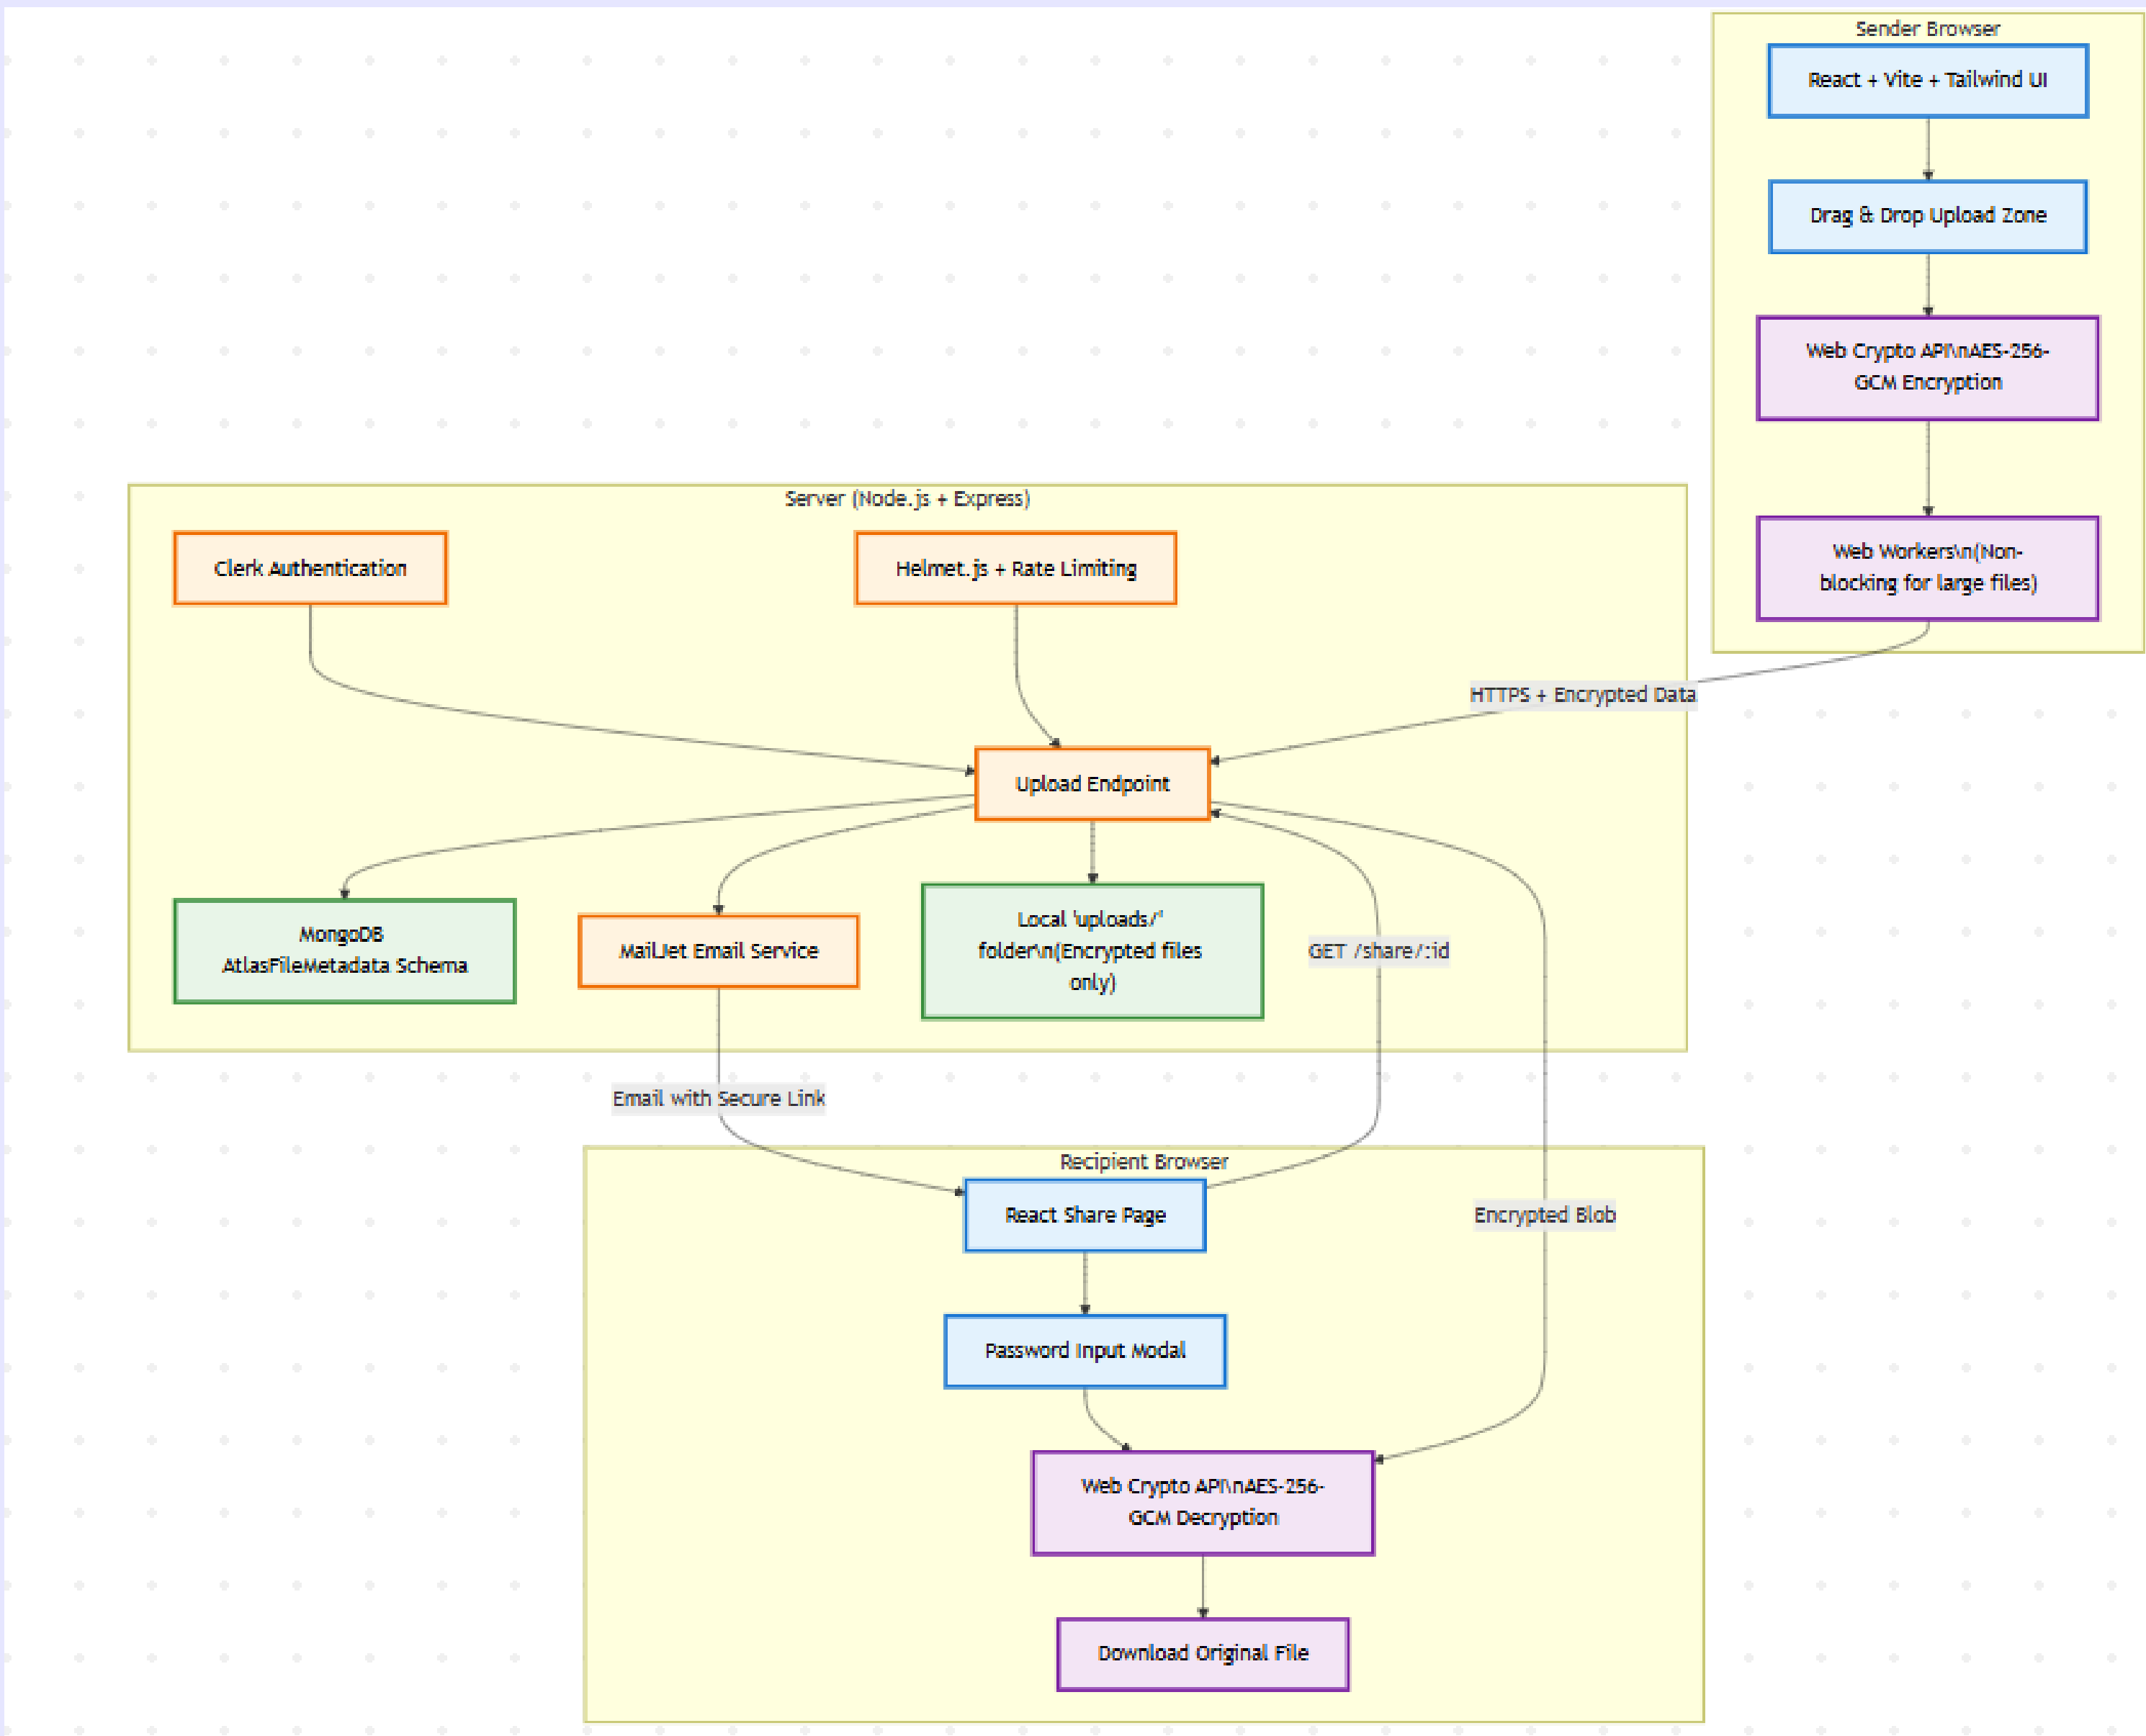 Sender Browser
React + Vite + Tailwind UI
Drag & Drop Upload Zone
Web Crypto API\nAES-256-
GCM Encryption
Web Workers\n(Non-
blocking for large files)
HTTPS + Encrypted Data
Server (Node.js + Express)
Clerk Authentication
Helmet.js + Rate Limiting
Upload Endpoint
MongoDB
AtlasFileMetadata Schema
MailJet Email Service
Local 'uploads/'
folder\n(Encrypted files
only)
GET /share/:id
Email with Secure Link
Recipient Browser
React Share Page
Encrypted Blob
Password Input Modal
Web Crypto API\nAES-256-
GCM Decryption
Download Original File